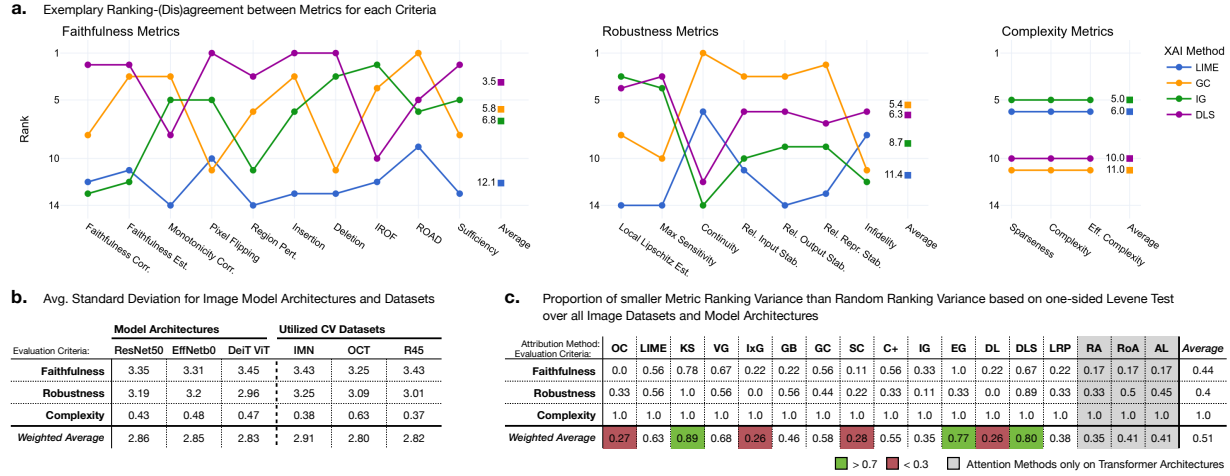 a. Exemplary Ranking-(Dis)agreement between Metrics for each Criteria
Faithfulness Metrics
Rank
1
5
10
14
3.5
5.8
6.8
12.1
Faithfulness Corr.
Faithfulness Est.
Monotonicity Corr.
Pixel Flipping
Region Pert.
Insertion
Deletion
IROF
ROAD
Sufficiency
Average
Robustness Metrics
1
5
10
14
5.4
6.3
8.7
11.4
Local Lipschitz Est.
Max Sensitivity
Continuity
Rel. Input Stab.
Rel. Output Stab.
Rel. Repr. Stab.
Infidelity
Average
Complexity Metrics
1
5
10
14
5.0
6.0
10.0
11.0
Sparseness
Complexity
Eff. Complexity
Average
XAI Method
LIME
GC
IG
DLS
b. Avg. Standard Deviation for Image Model Architectures and Datasets
Model Architectures Utilized CV Datasets
Evaluation Criteria: ResNet50 EffNetb0 DeiT ViT IMN OCT R45
Faithfulness 3.35 3.31 3.45 3.43 3.25 3.43
Robustness 3.19 3.2 2.96 3.25 3.09 3.01
Complexity 0.43 0.48 0.47 0.38 0.63 0.37
Weighted Average 2.86 2.85 2.83 2.91 2.80 2.82
c. Proportion of smaller Metric Ranking Variance than Random Ranking Variance based on one-sided Levene Test
over all Image Datasets and Model Architectures
Attribution Method: OC LIME KS VG IxG GB GC SC C+ IG EG DL DLS LRP RA RoA AL Average
Evaluation Criteria:
Faithfulness 0.0 0.56 0.78 0.67 0.22 0.22 0.56 0.11 0.56 0.33 1.0 0.22 0.67 0.22 0.17 0.17 0.17 0.44
Robustness 0.33 0.56 1.0 0.56 0.0 0.56 0.44 0.22 0.33 0.11 0.56 0.0 0.89 0.33 0.33 0.5 0.45 0.4
Complexity 1.0 1.0 1.0 1.0 1.0 1.0 1.0 1.0 1.0 1.0 1.0 1.0 1.0 1.0 1.0 1.0 1.0 1.0
Weighted Average 0.27 0.63 0.89 0.68 0.26 0.46 0.58 0.28 0.55 0.35 0.77 0.26 0.80 0.38 0.35 0.41 0.41 0.51
> 0.7 < 0.3 Attention Methods only on Transformer Architectures